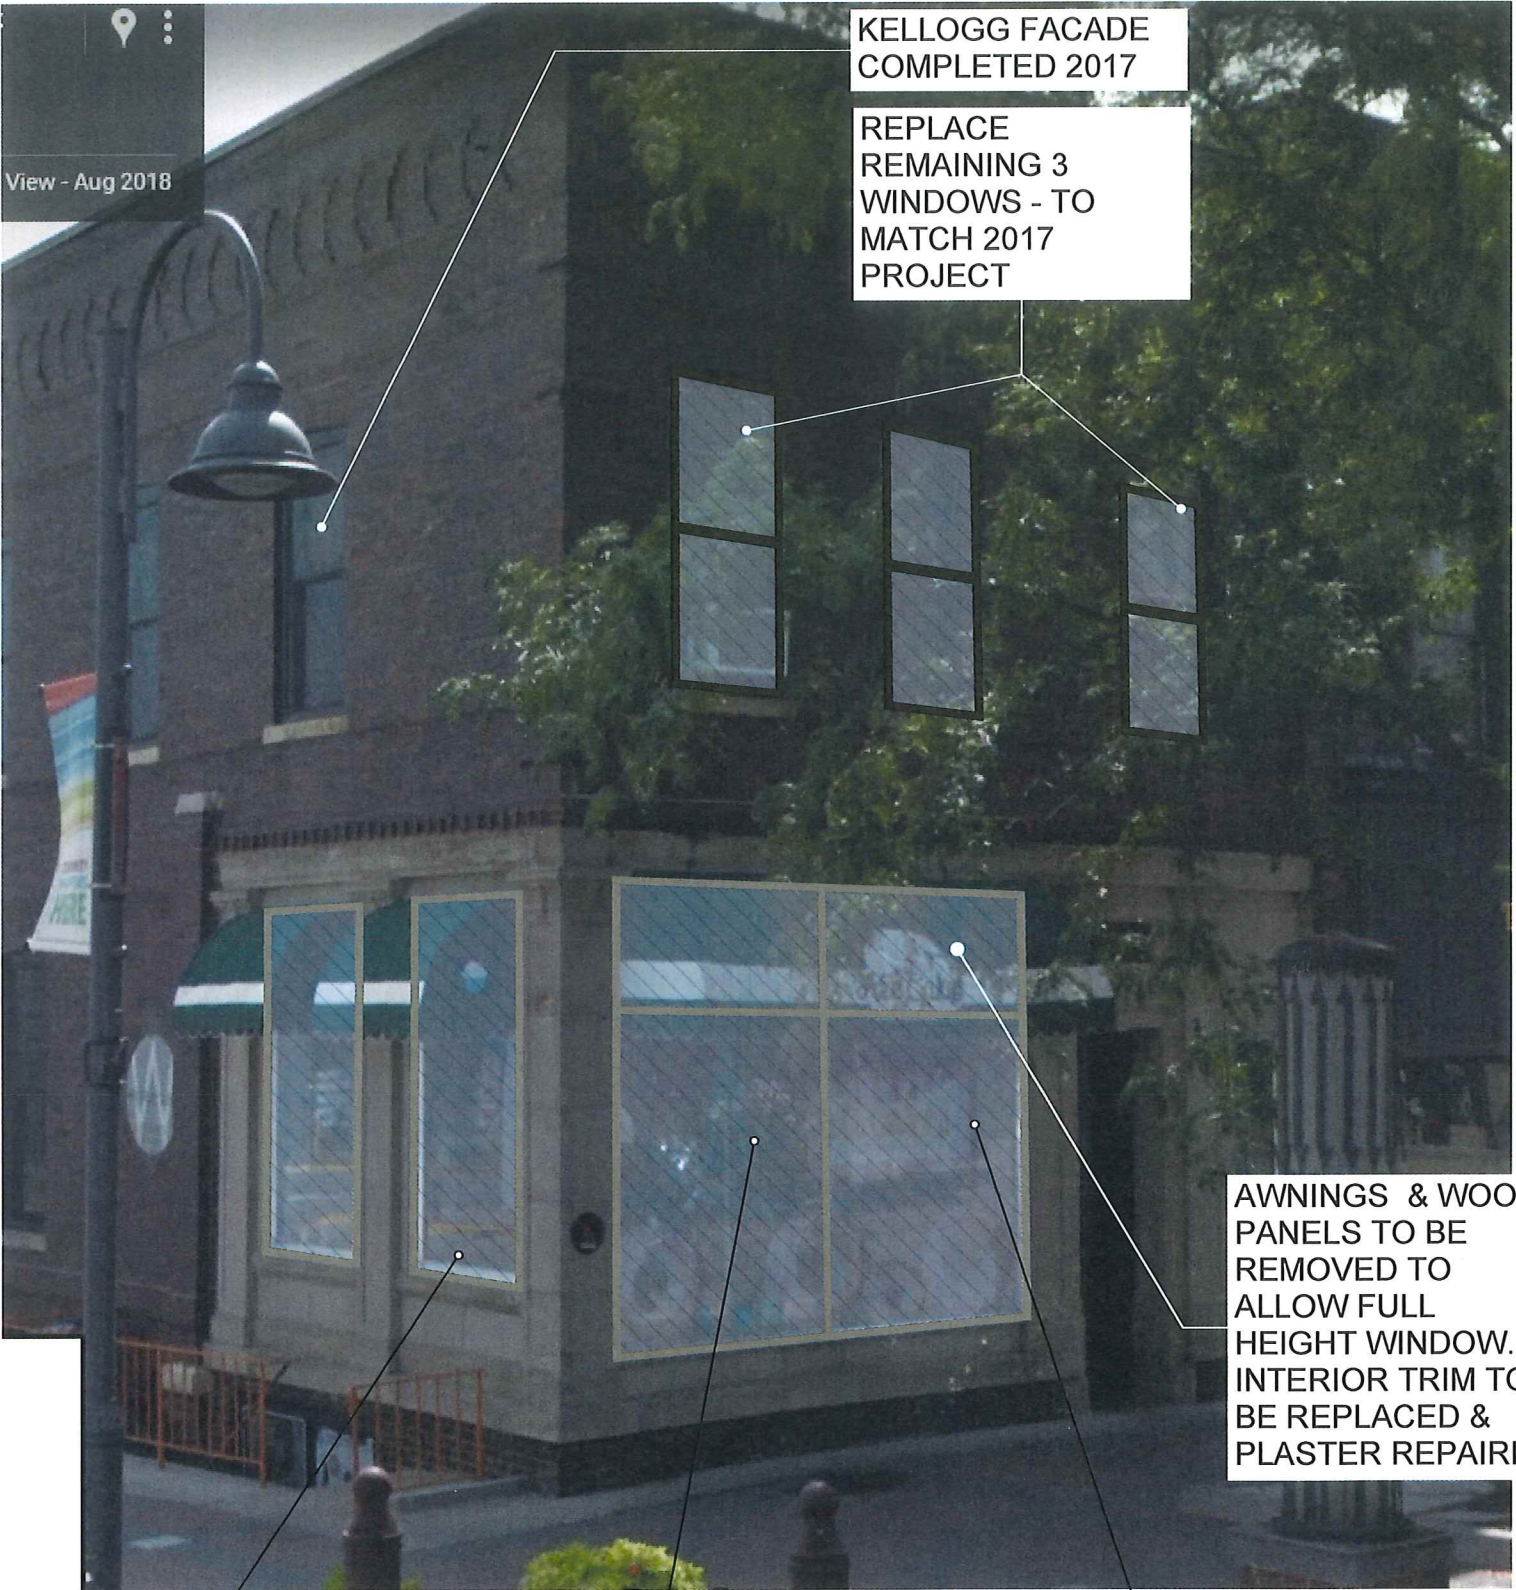 View - Aug 2018
KELLOGG FACADE
COMPLETED 2017
REPLACE
REMAINING 3
WINDOWS - TO
MATCH 2017
PROJECT
HERE
W
AWNINGS & WOO
PANELS TO BE
REMOVED TO
ALLOW FULL
HEIGHT WINDOW.
INTERIOR TRIM TO
BE REPLACED &
PLASTER REPAIR